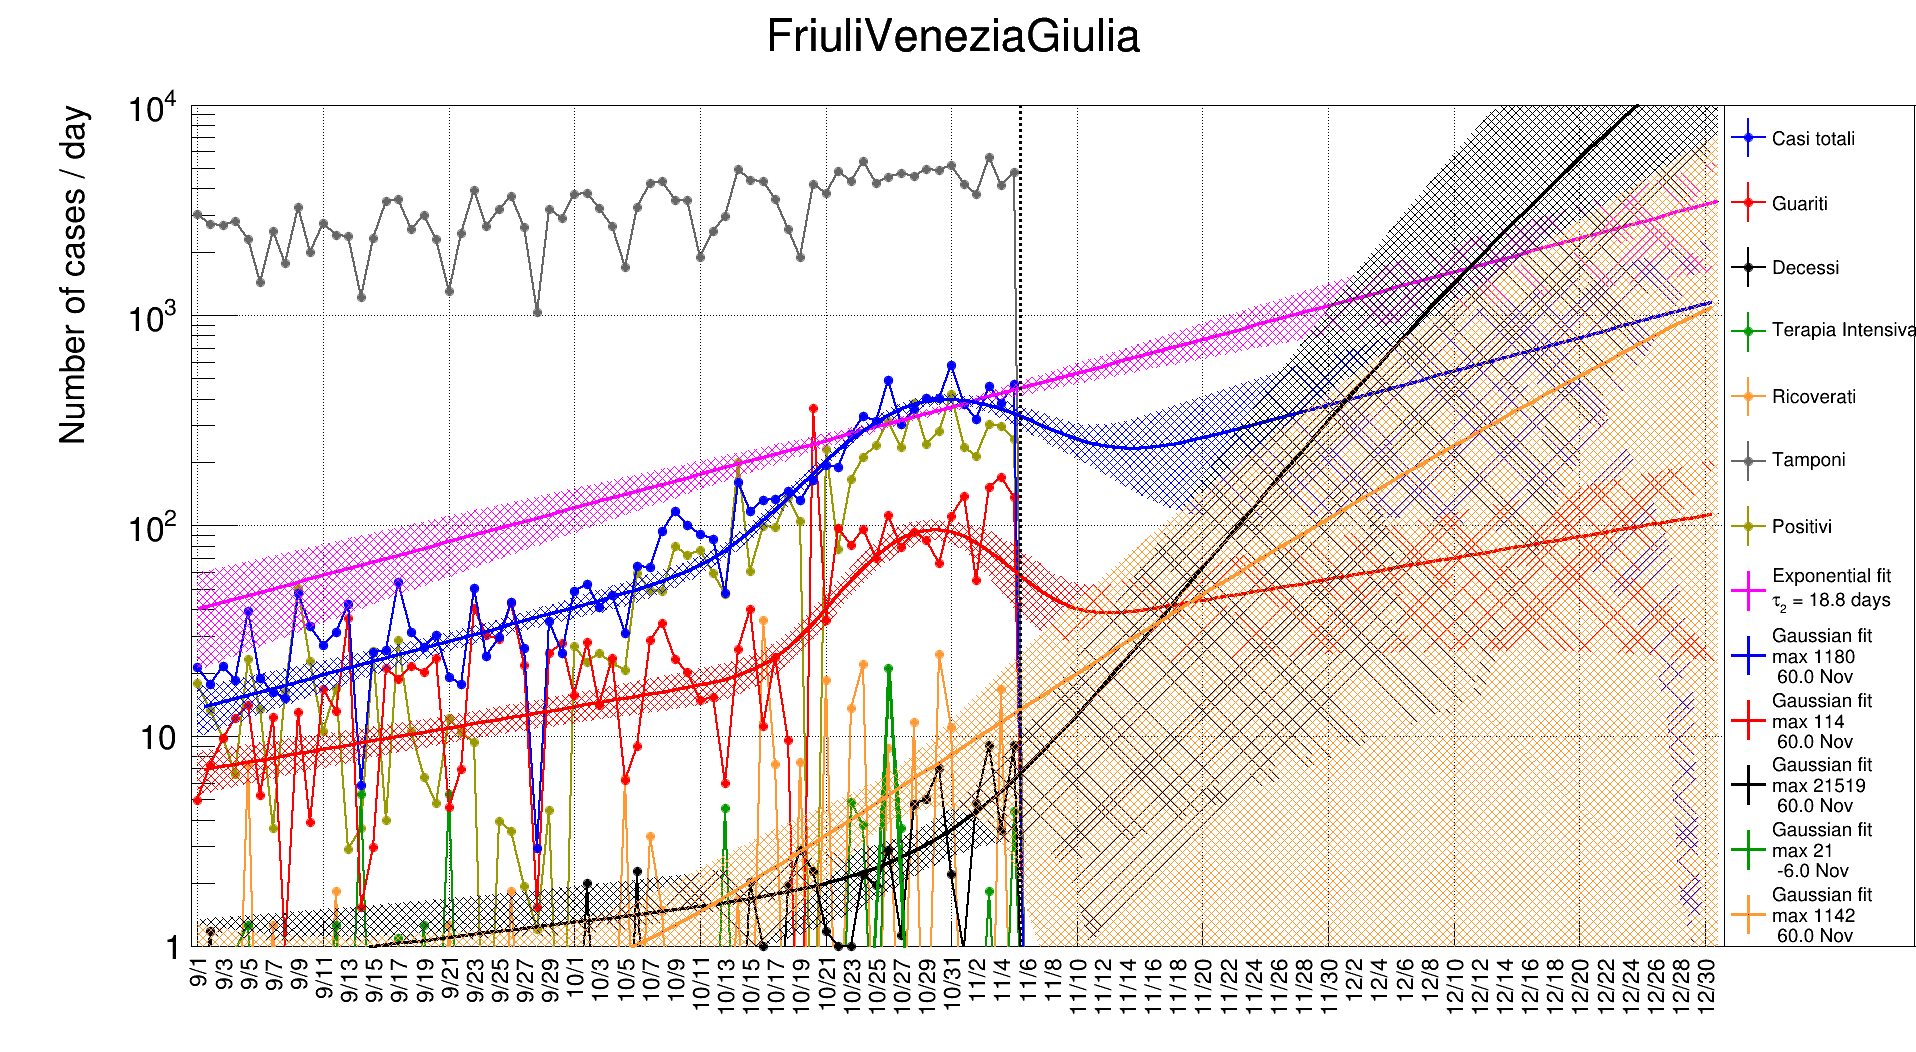 FriuliVeneziaGiulia
Number of cases / day
10^4
10^3
10^2
10
1
9/1
9/3
9/5
9/7
9/9
9/11
9/13
9/15
9/17
9/19
9/21
9/23
9/25
9/27
9/29
10/1
10/3
10/5
10/7
10/9
10/11
10/13
10/15
10/17
10/19
10/21
10/23
10/25
10/27
10/29
10/31
11/2
11/4
11/6
11/8
11/10
11/12
11/14
11/16
11/18
11/20
11/22
11/24
11/26
11/28
11/30
12/2
12/4
12/6
12/8
12/10
12/12
12/14
12/16
12/18
12/20
12/22
12/24
12/26
12/28
12/30
Casi totali
Guariti
Decessi
Terapia Intensiva
Ricoverati
Tamponi
Positivi
Exponential fit
τ2 = 18.8 days
Gaussian fit
max 1180
60.0 Nov
Gaussian fit
max 114
60.0 Nov
Gaussian fit
max 21519
60.0 Nov
Gaussian fit
max 21
-6.0 Nov
Gaussian fit
max 1142
60.0 Nov